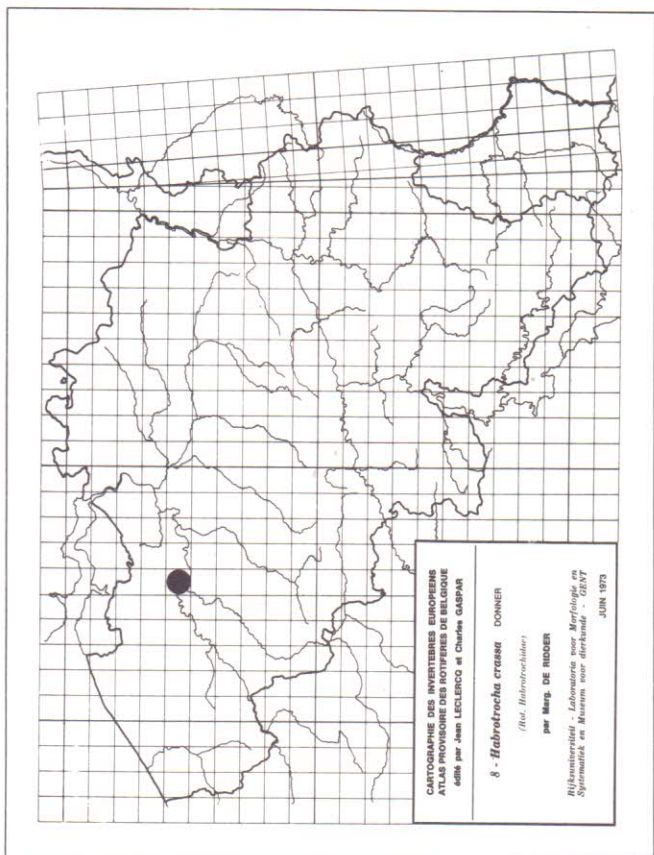 CARTOGRAPHIE DES INVERTEBRES EUROPEENS
ATLAS PROVISOIRE DES ROTIFERES DE BELGIQUE
édité par Jean LECLERCQ et Charles GASPAR
8 - Habrotrocha crassa DONNER
(Rot. Habrotrochidae)
par Marg. DE RIDDER
Rijksuniversiteit - Laboratoria voor Morfologie en
Systematiek en Museum voor dierkunde - GENT
JUIN 1973